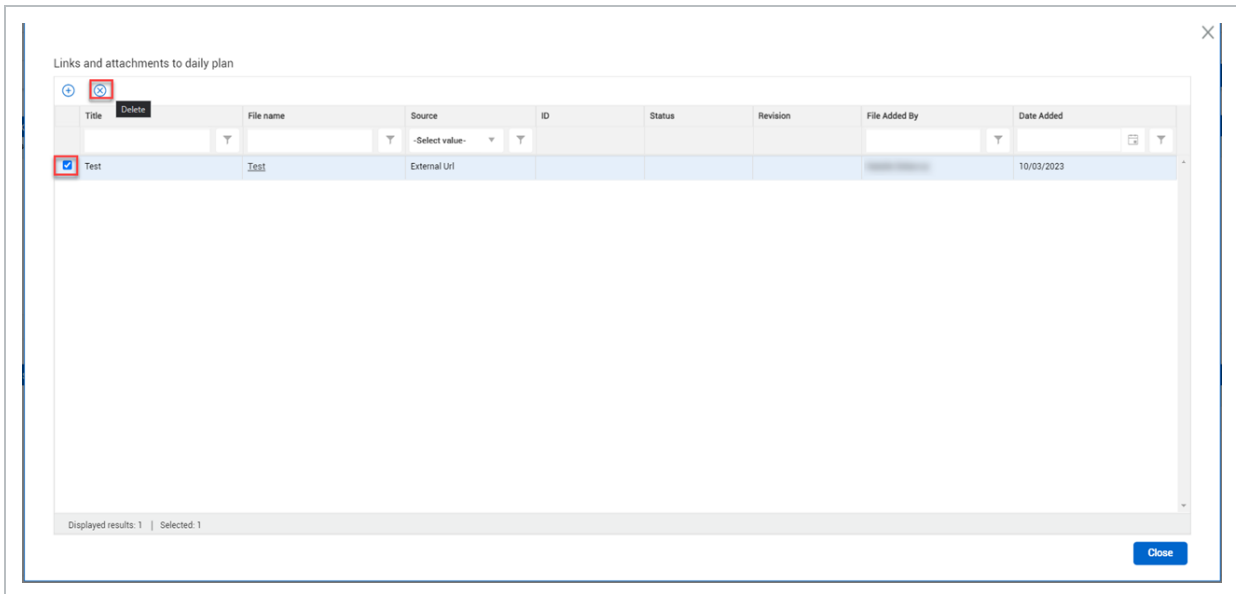 Links and attachments to daily plan
Delete
Title File name Source ID Status Revision File Added By Date Added
-Select value-
Test Test External Url 10/03/2023
Displayed results: 1 | Selected: 1
Close